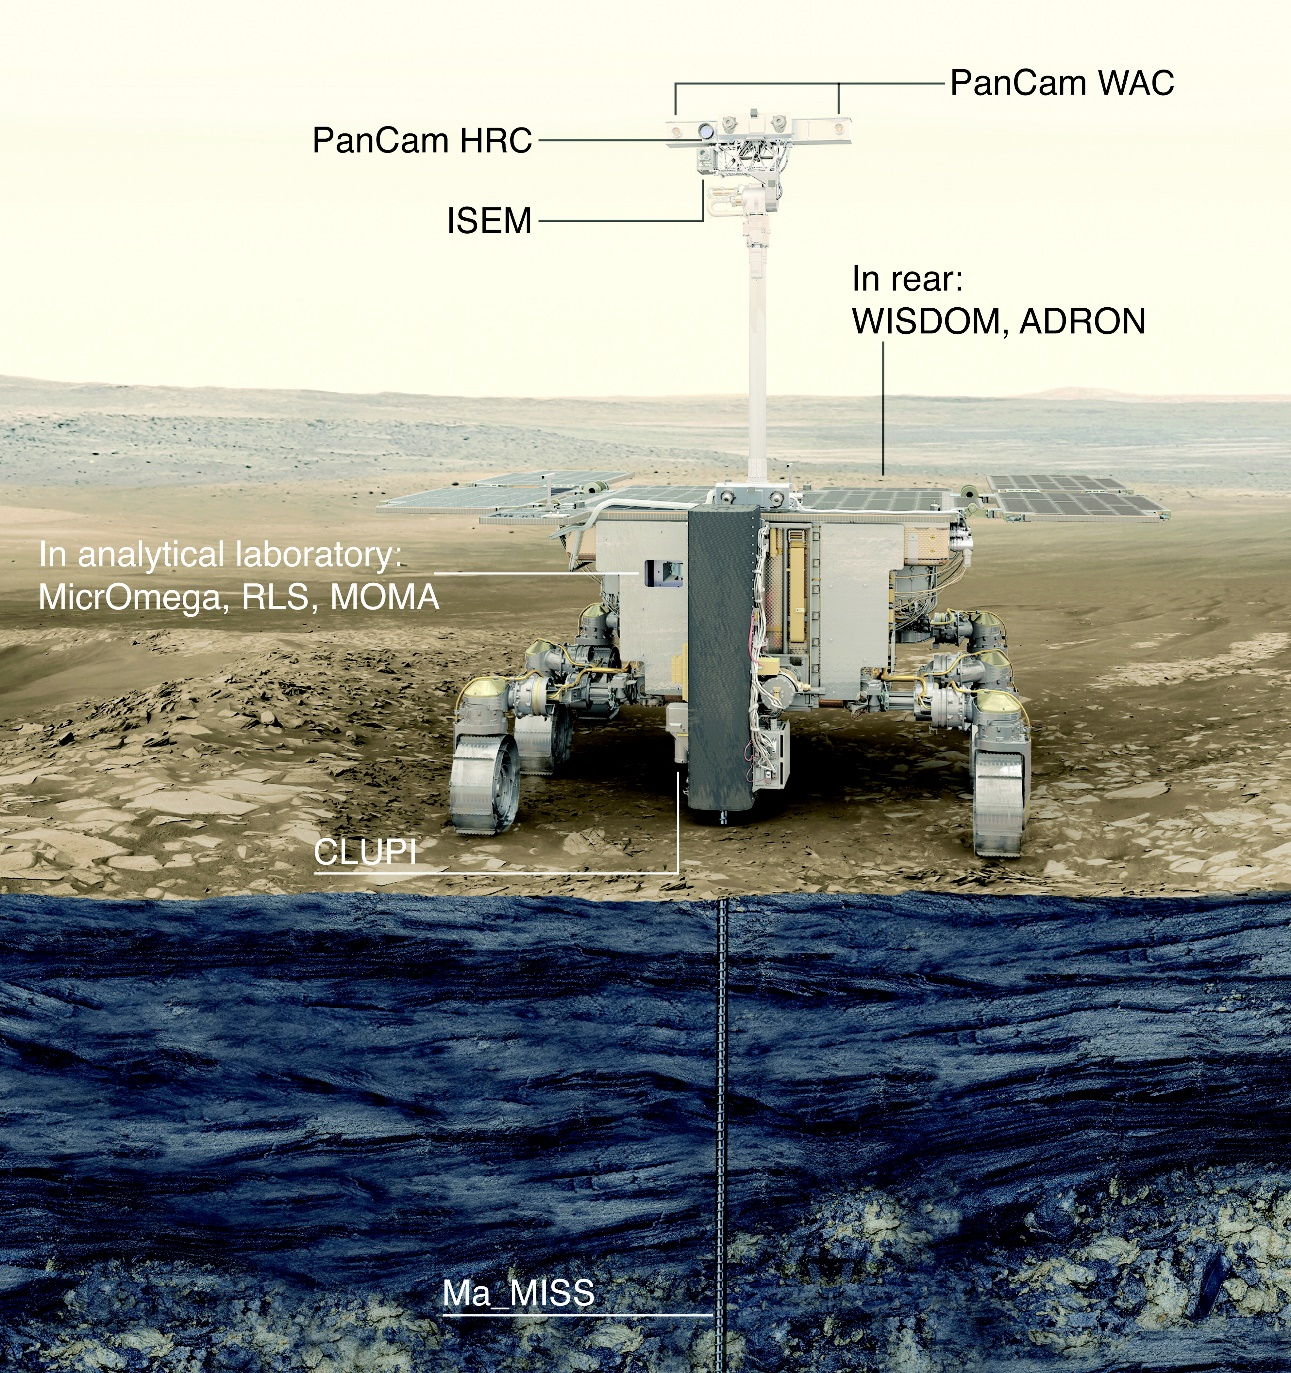 PanCam WAC
PanCam HRC
ISEM
In rear:
WISDOM, ADRON
In analytical laboratory:
MicrOmega, RLS, MOMA
CLUPI
Ma_MISS